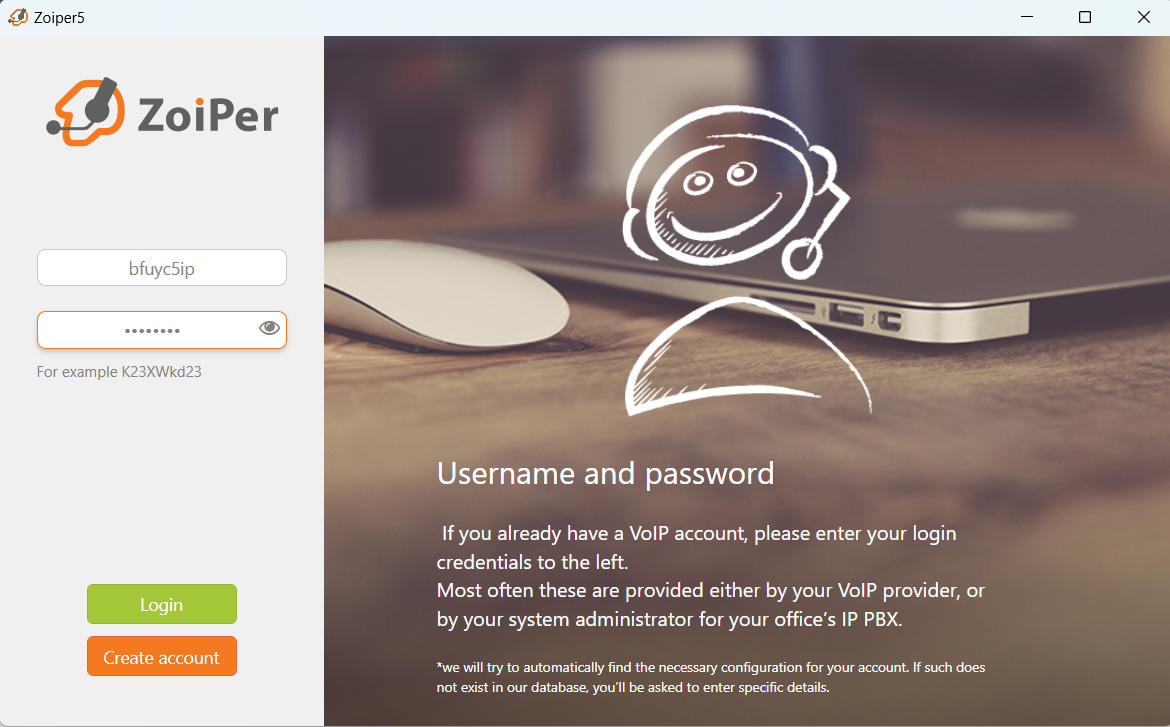 Zoiper5
ZoiPer
bfuyc5ip
••••••••
For example K23XWkd23
Login
Create account
Username and password
If you already have a VoIP account, please enter your login
credentials to the left.
Most often these are provided either by your VoIP provider, or
by your system administrator for your office’s IP PBX.
*we will try to automatically find the necessary configuration for your account. If such does
not exist in our database, you’ll be asked to enter specific details.